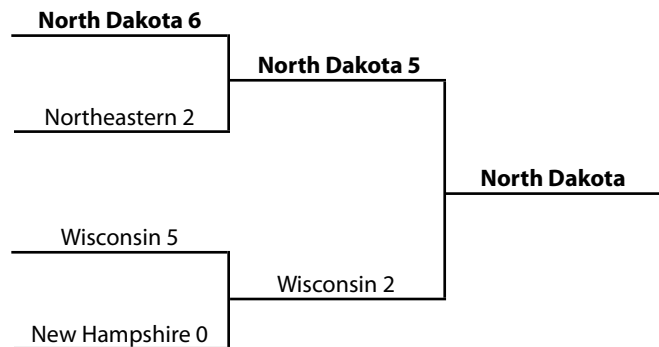 North Dakota 6
North Dakota 5
Northeastern 2
North Dakota
Wisconsin 5
Wisconsin 2
New Hampshire 0